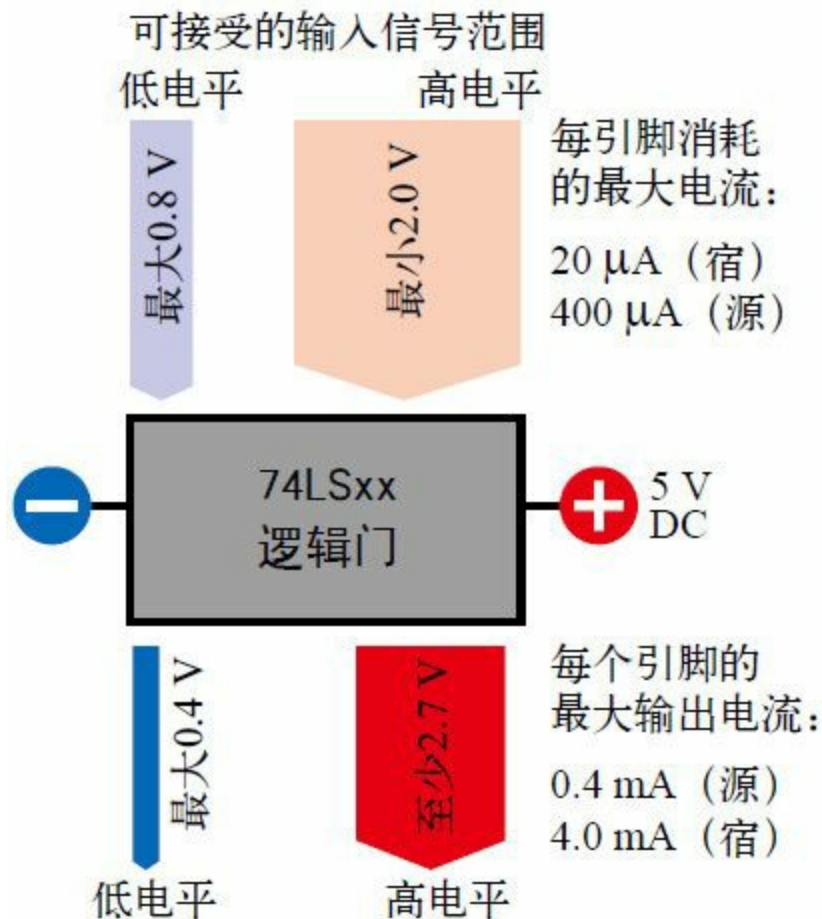 可接受的输入信号范围
低电平
高电平
最大0.8 V
最小2.0 V
每引脚消耗
的最大电流：
20 μA（宿）
400 μA（源）
74LSxx
逻辑门
5 V
DC
最大0.4 V
至少2.7 V
每个引脚的
最大输出电流：
0.4 mA（源）
4.0 mA（宿）
低电平
高电平